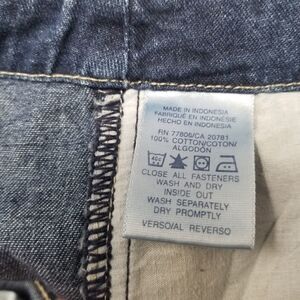 MADE IN INDONESIA
FABRIQUÉ EN INDONÉSIE
HECHO EN INDONESIA
RN 77806/CA 20781
100% COTTON/COTON/
ALGODÓN
CLOSE ALL FASTENERS
WASH AND DRY
INSIDE OUT
WASH SEPARATELY
DRY PROMPTLY
VERSO/AL REVERSO